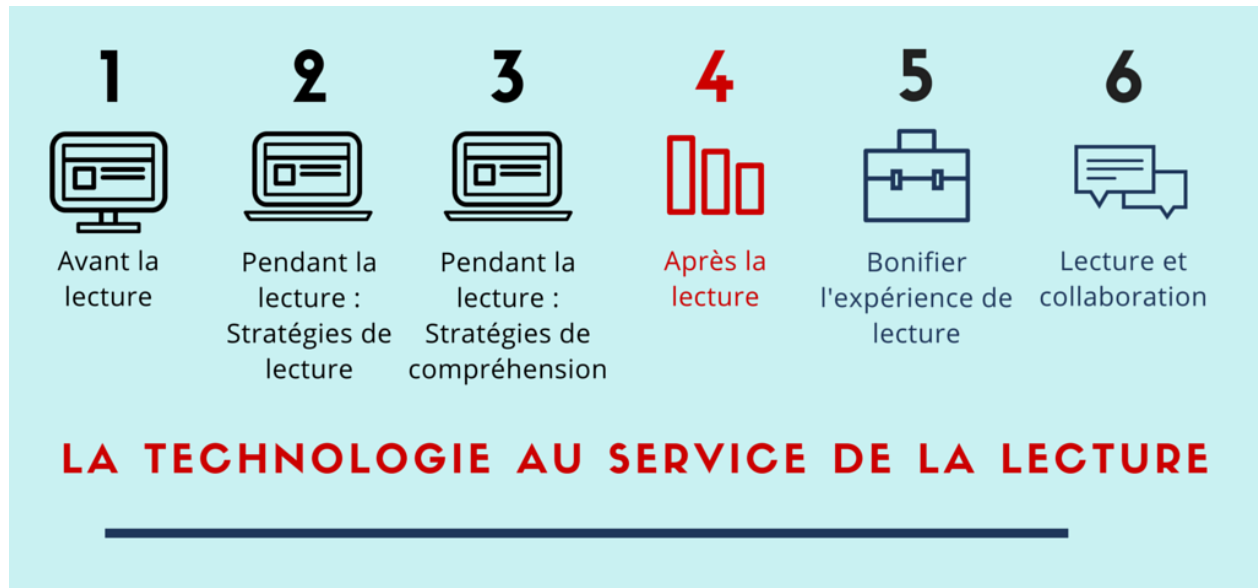 1
Avant la
lecture
2
Pendant la
lecture :
Stratégies de
lecture
3
Pendant la
lecture :
Stratégies de
compréhension
4
Après la
lecture
5
Bonifier
l'expérience de
lecture
6
Lecture et
collaboration
LA TECHNOLOGIE AU SERVICE DE LA LECTURE